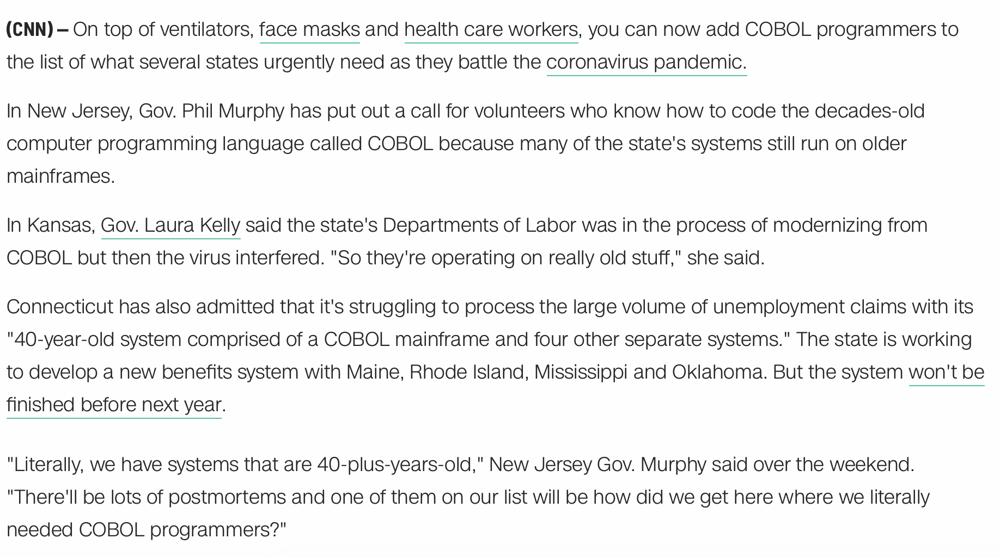 (CNN) — On top of ventilators, face masks and health care workers, you can now add COBOL programmers to
the list of what several states urgently need as they battle the coronavirus pandemic.
In New Jersey, Gov. Phil Murphy has put out a call for volunteers who know how to code the decades-old
computer programming language called COBOL because many of the state's systems still run on older
mainframes.
In Kansas, Gov. Laura Kelly said the state's Departments of Labor was in the process of modernizing from
COBOL but then the virus interfered. "So they're operating on really old stuff," she said.
Connecticut has also admitted that it's struggling to process the large volume of unemployment claims with its
"40-year-old system comprised of a COBOL mainframe and four other separate systems." The state is working
to develop a new benefits system with Maine, Rhode Island, Mississippi and Oklahoma. But the system won't be
finished before next year.
"Literally, we have systems that are 40-plus-years-old," New Jersey Gov. Murphy said over the weekend.
"There'll be lots of postmortems and one of them on our list will be how did we get here where we literally
needed COBOL programmers?"